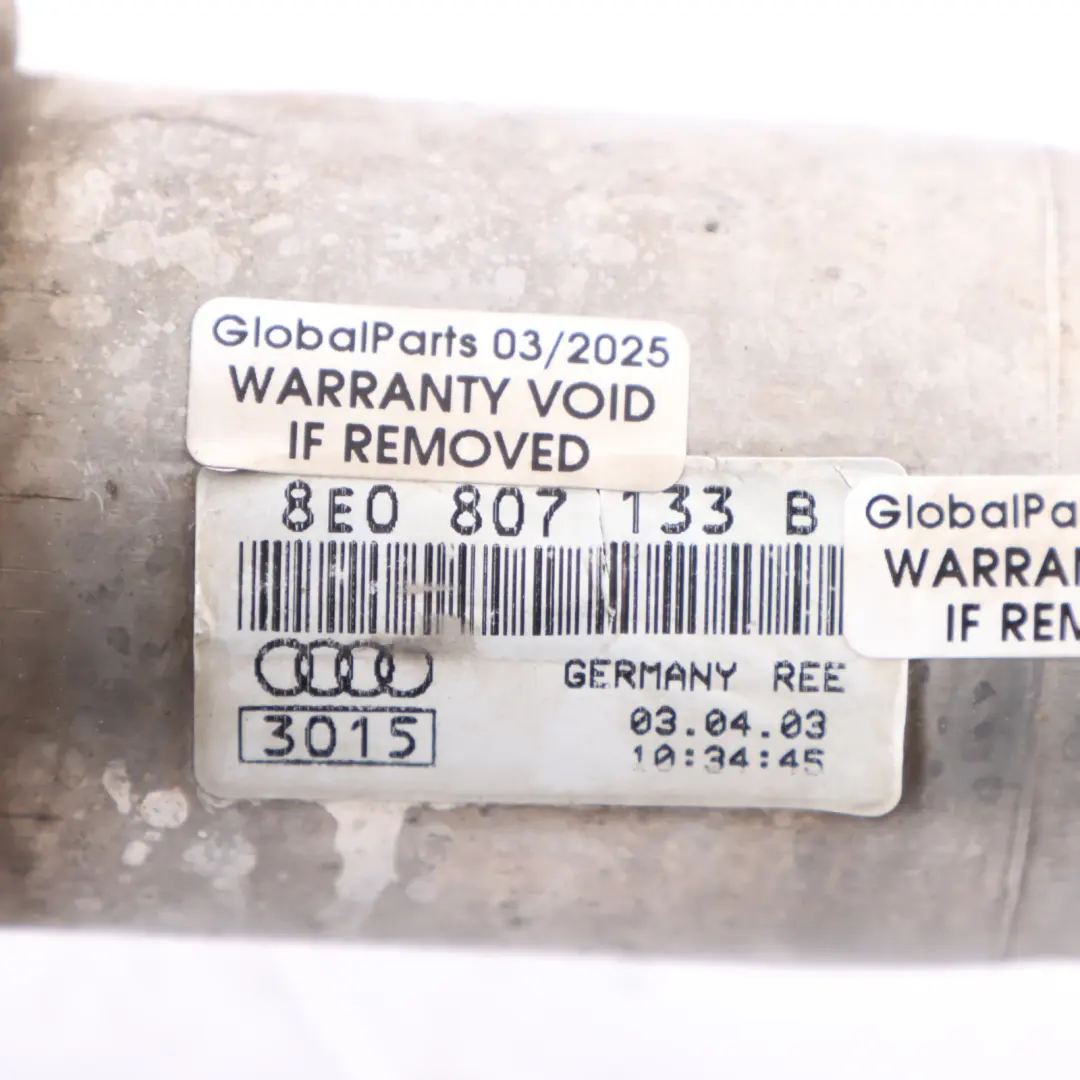 GlobalParts 03/2025
WARRANTY VOID
IF REMOVED
8E0 807 133 B
GlobalPa
WARRAN
IF REM
GERMANY REE
3015
03.04.03
10:34:45